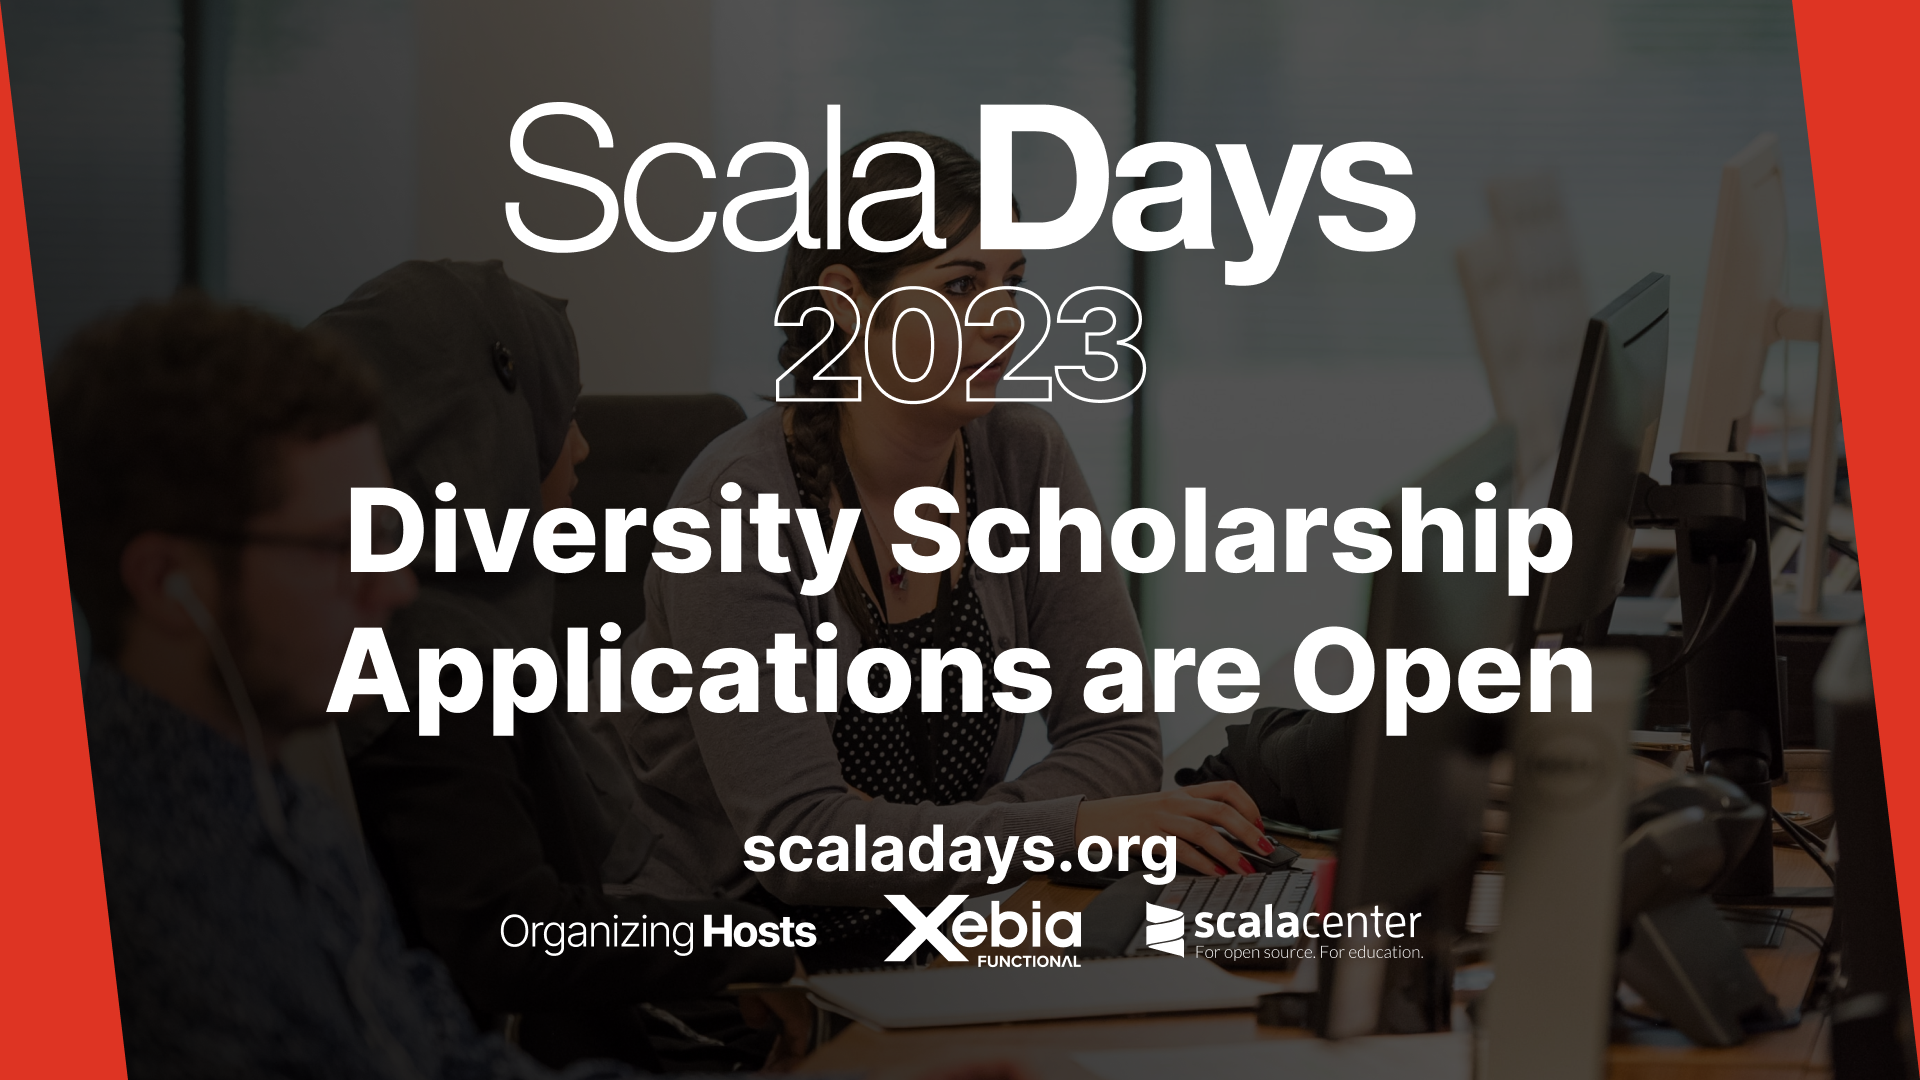 Scala Days
2023
Diversity Scholarship
Applications are Open
scaladays.org
Organizing Hosts
Xebia
FUNCTIONAL
scalacenter
For open source. For education.